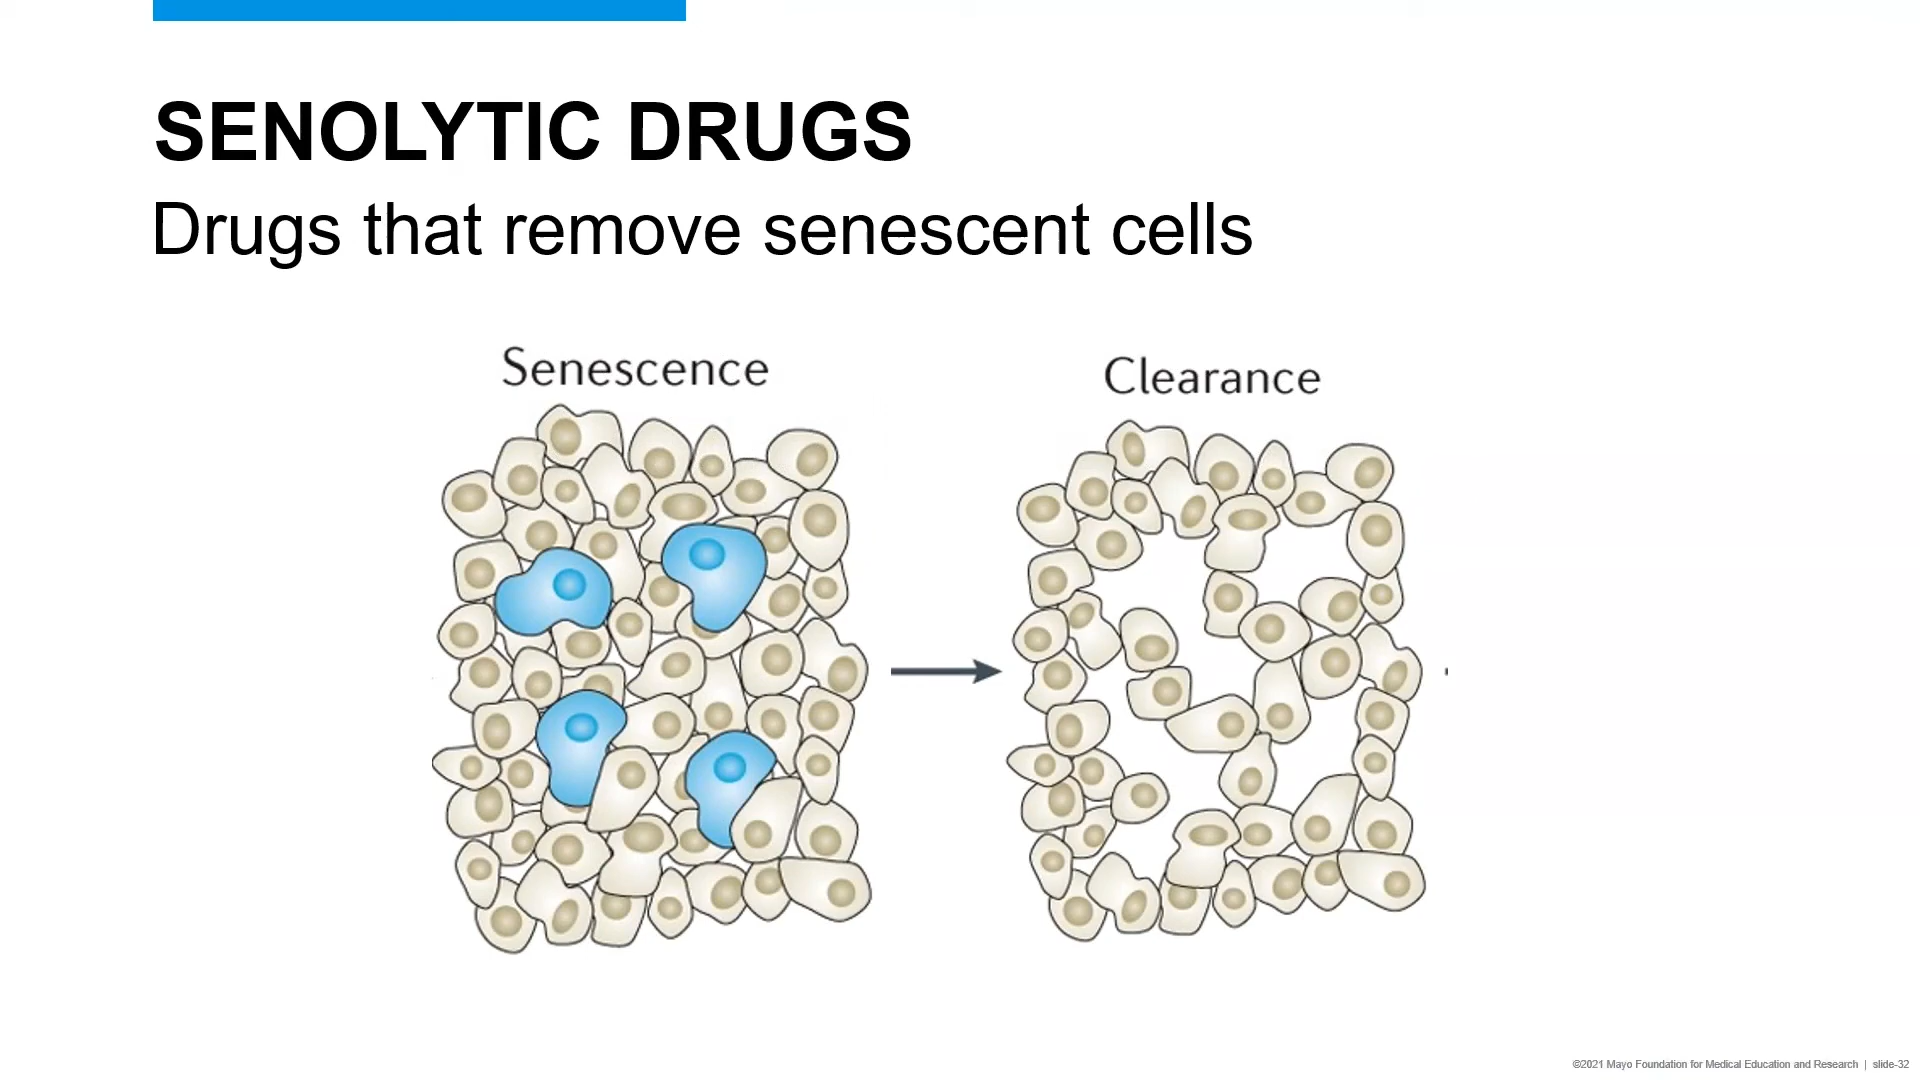 SENOLYTIC DRUGS
Drugs that remove senescent cells
Senescence
Clearance
©2021 Mayo Foundation for Medical Education and Research | slide-32